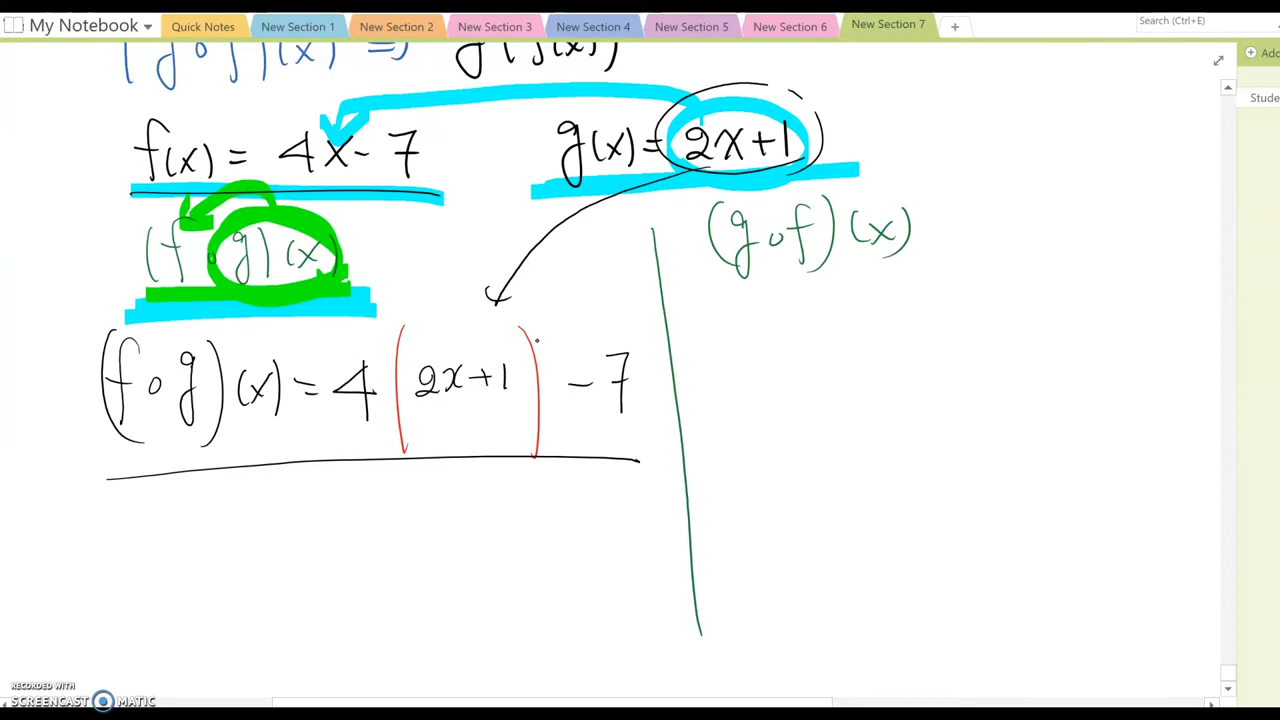 My Notebook
Quick Notes
New Section 1
New Section 2
New Section 3
New Section 4
New Section 5
New Section 6
New Section 7
Search (Ctrl+E)
Add
Stude
(g∘f)(x) ⇒ g(f(x))
f(x) = 4x - 7
g(x) = 2x+1
(f∘g)(x)
(g∘f)(x)
(f∘g)(x) = 4(2x+1) - 7
RECORDED WITH
SCREENCAST MATIC